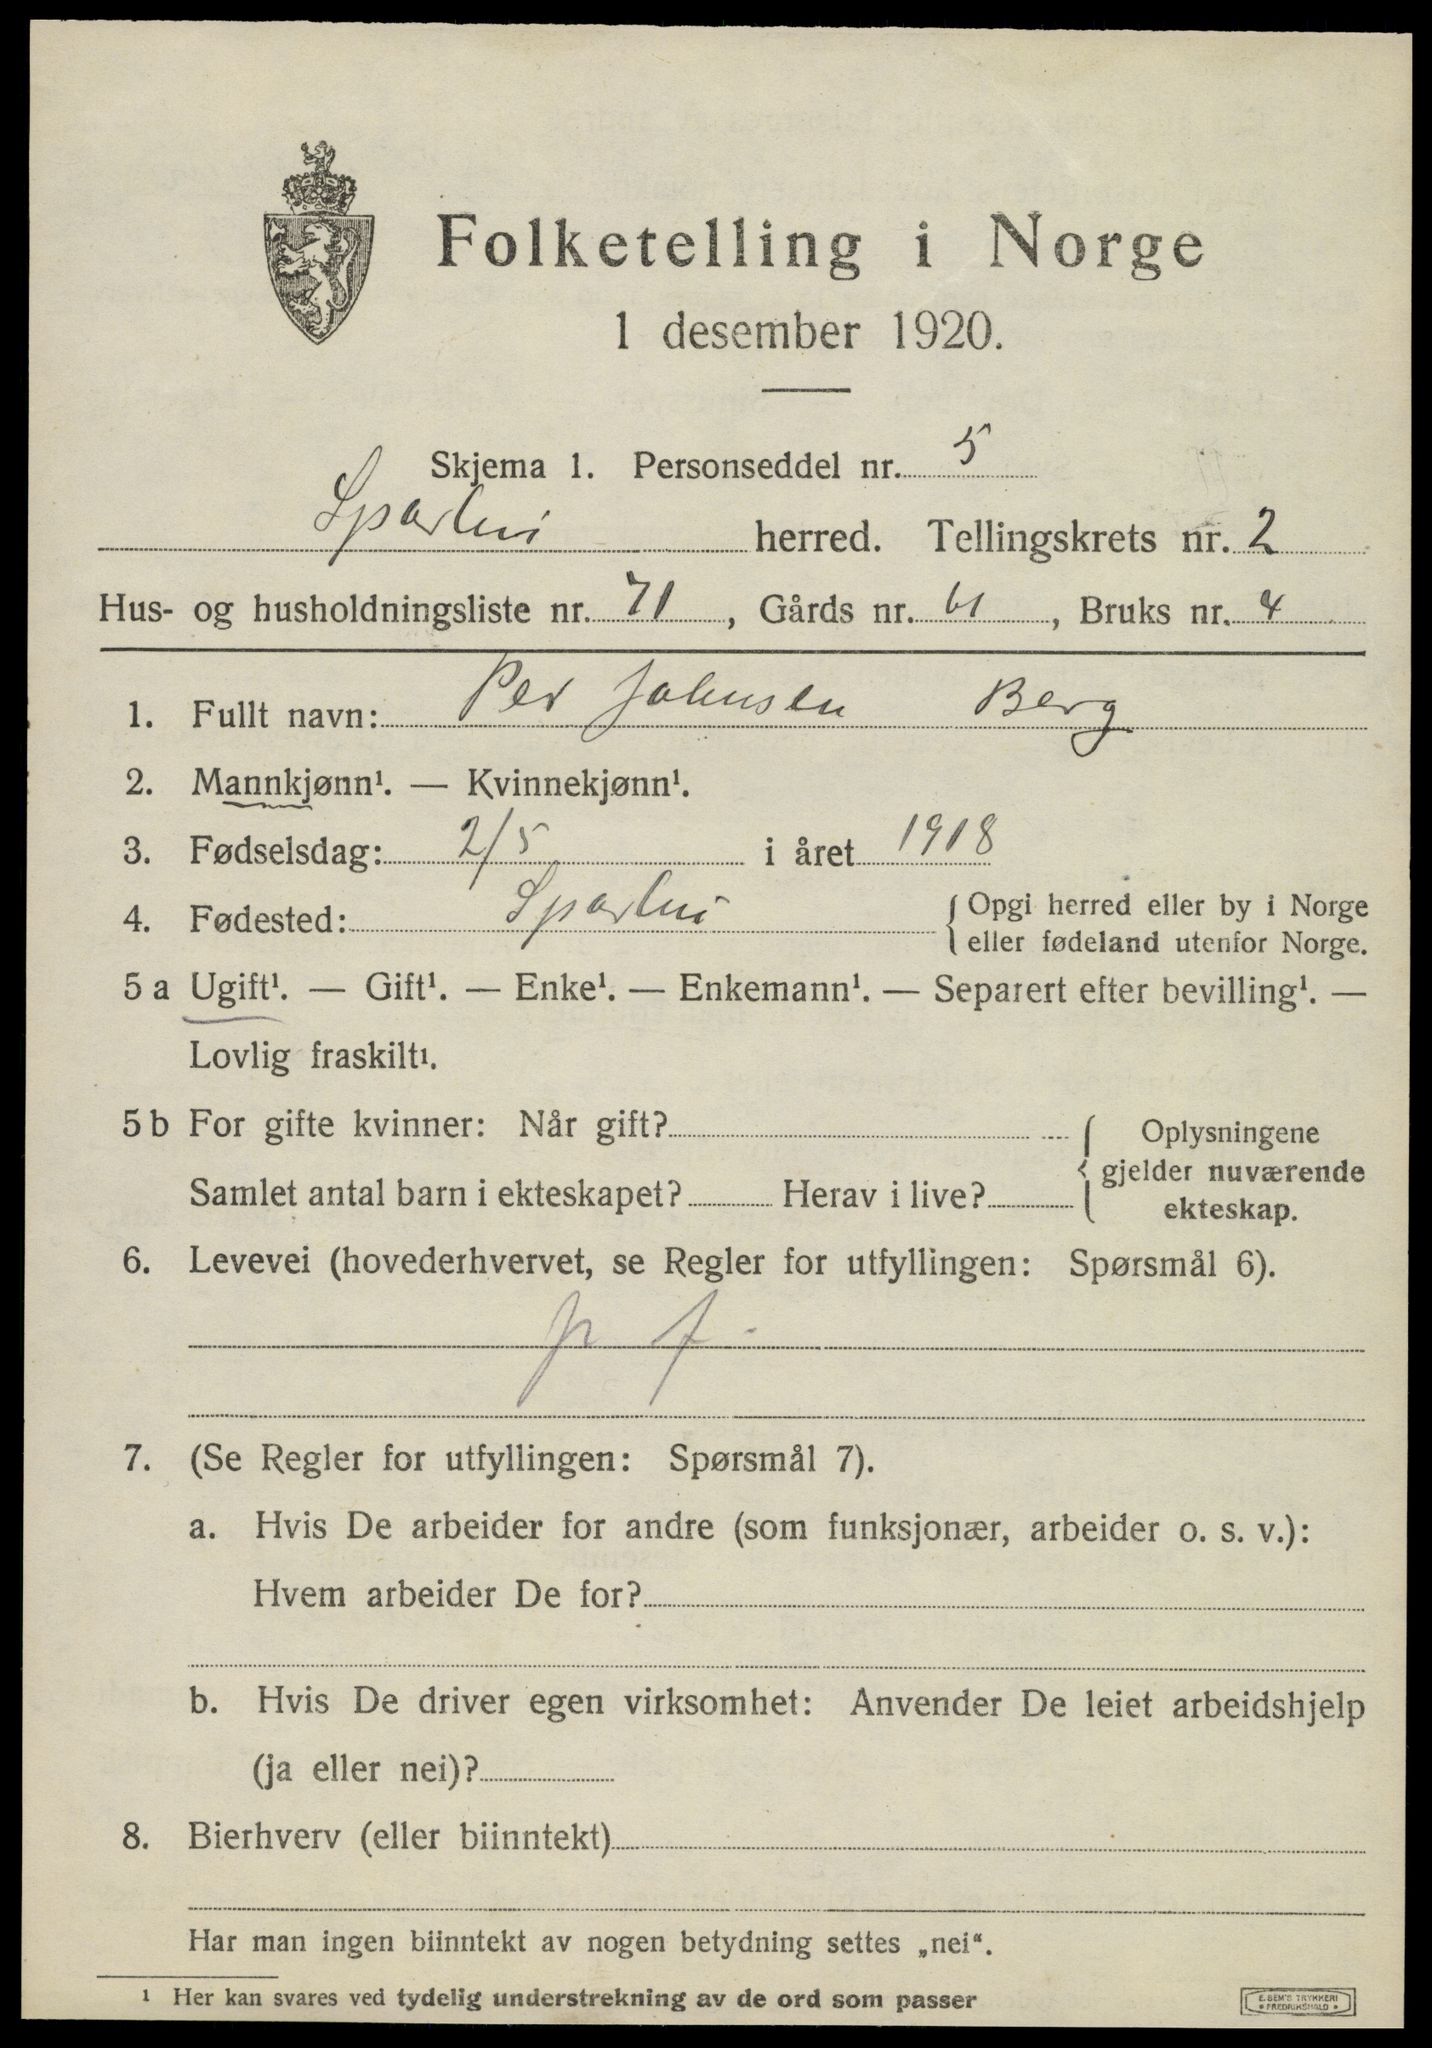 Folketelling i Norge
1 desember 1920.
Skjema 1. Personseddel nr. 5
Sparbu herred. Tellingskrets nr. 2
Hus- og husholdningsliste nr. 71, Gårds nr. 61, Bruks nr. 4
1. Fullt navn: Per Johnsen Berg
2. Mannkjønn¹. — Kvinnekjønn¹.
3. Fødselsdag: 2/5 i året 1918
4. Fødested: Sparbu { Opgi herred eller by i Norge
eller fødeland utenfor Norge.
5 a Ugift¹. — Gift¹. — Enke¹. — Enkemann¹. — Separert efter bevilling¹. —
Lovlig fraskilt¹.
5 b For gifte kvinner: Når gift? { Oplysningene
gjelder nuværende
Samlet antal barn i ekteskapet? Herav i live?
ekteskap.
6. Levevei (hovederhvervet, se Regler for utfyllingen: Spørsmål 6).
7. (Se Regler for utfyllingen: Spørsmål 7).
a. Hvis De arbeider for andre (som funksjonær, arbeider o. s. v.):
Hvem arbeider De for?
b. Hvis De driver egen virksomhet: Anvender De leiet arbeidshjelp
(ja eller nei)?
8. Bierhverv (eller biinntekt)
Har man ingen biinntekt av nogen betydning settes „nei“.
¹ Her kan svares ved tydelig understrekning av de ord som passer
E. SEM'S TRYKKERI
• FREDRIKSHALD •